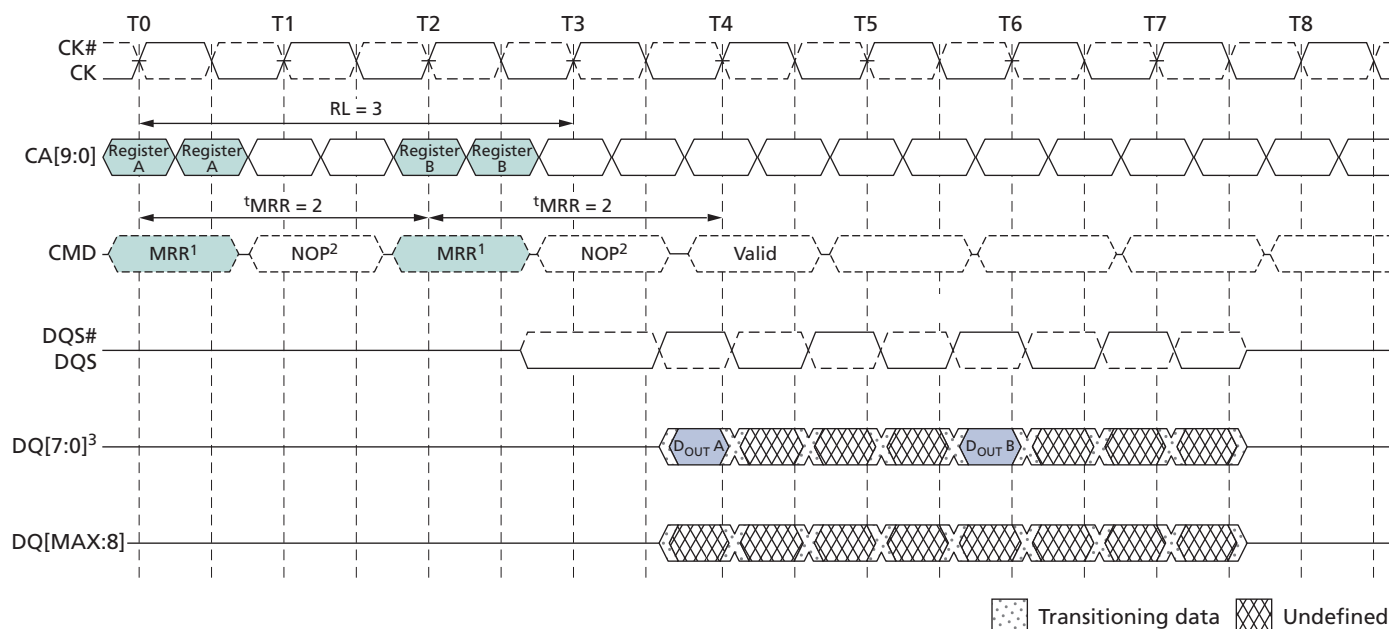 T0 T1 T2 T3 T4 T5 T6 T7 T8
CK#
CK
RL = 3
CA[9:0] Register A Register A Register B Register B
tMRR = 2 tMRR = 2
CMD MRR1 NOP2 MRR1 NOP2 Valid
DQS#
DQS
DQ[7:0]3 DOUT A DOUT B
DQ[MAX:8]
Transitioning data Undefined